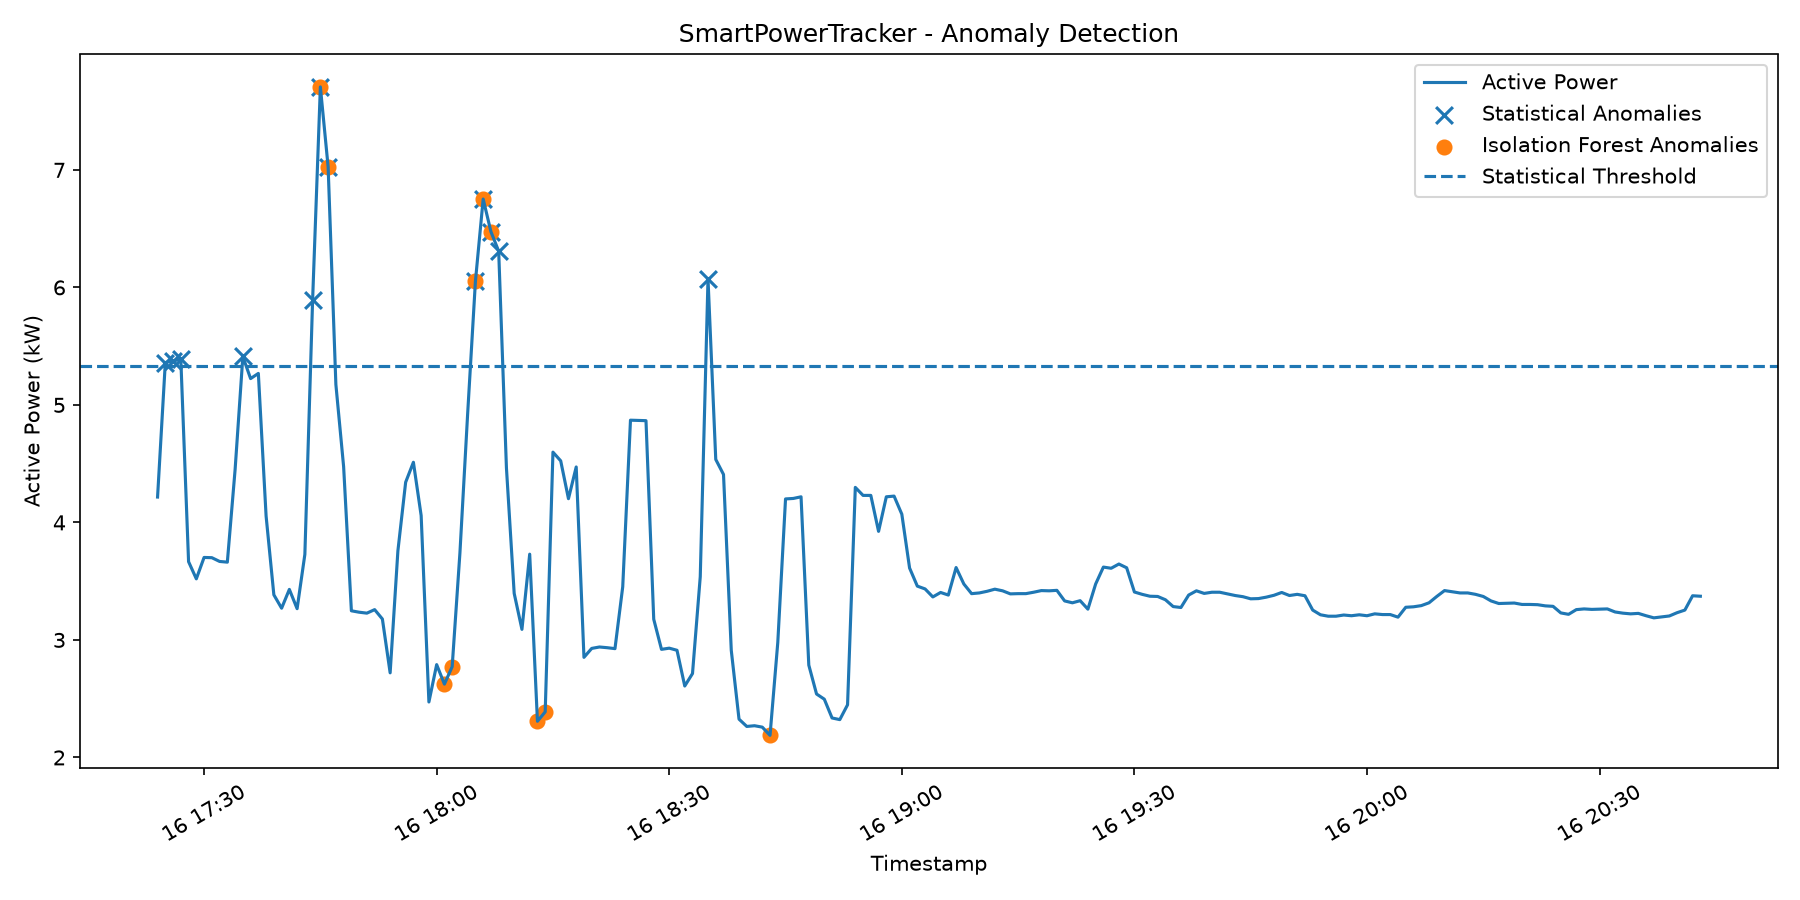 SmartPowerTracker - Anomaly Detection
Active Power
Statistical Anomalies
Isolation Forest Anomalies
Statistical Threshold
Active Power (kW)
7
6
5
4
3
2
16 17:30
16 18:00
16 18:30
16 19:00
16 19:30
16 20:00
16 20:30
Timestamp